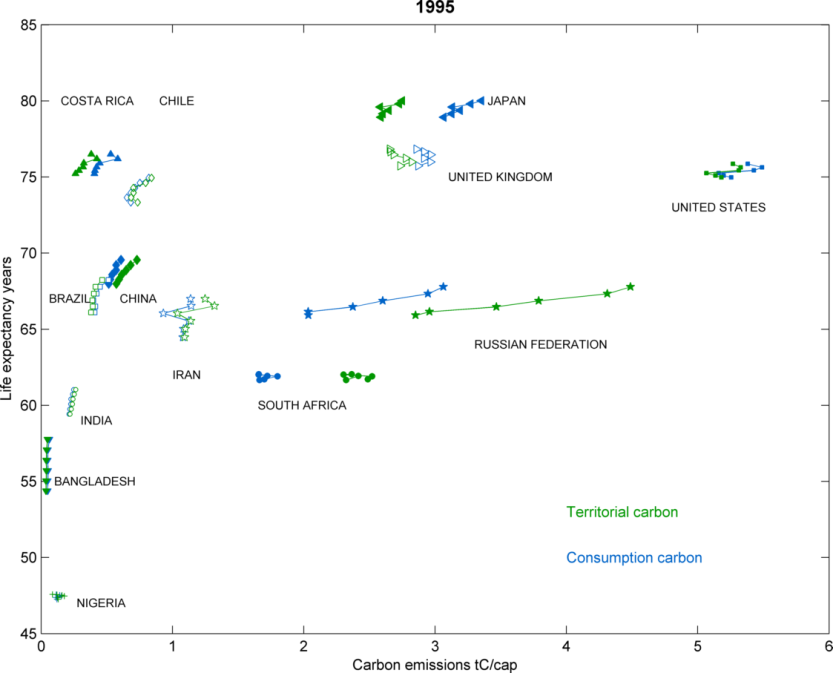 1995
85
80
75
70
65
60
55
50
45
Life expectancy years
COSTA RICA
CHILE
JAPAN
UNITED KINGDOM
UNITED STATES
BRAZIL
CHINA
RUSSIAN FEDERATION
IRAN
SOUTH AFRICA
INDIA
BANGLADESH
Territorial carbon
Consumption carbon
NIGERIA
0 1 2 3 4 5 6
Carbon emissions tC/cap